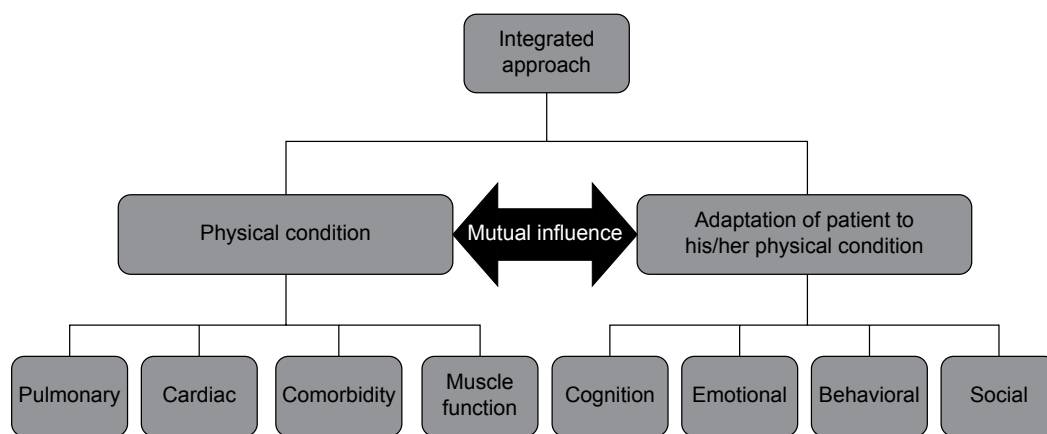 Integrated
approach
Physical condition
Mutual influence
Adaptation of patient to
his/her physical condition
Pulmonary
Cardiac
Comorbidity
Muscle
function
Cognition
Emotional
Behavioral
Social